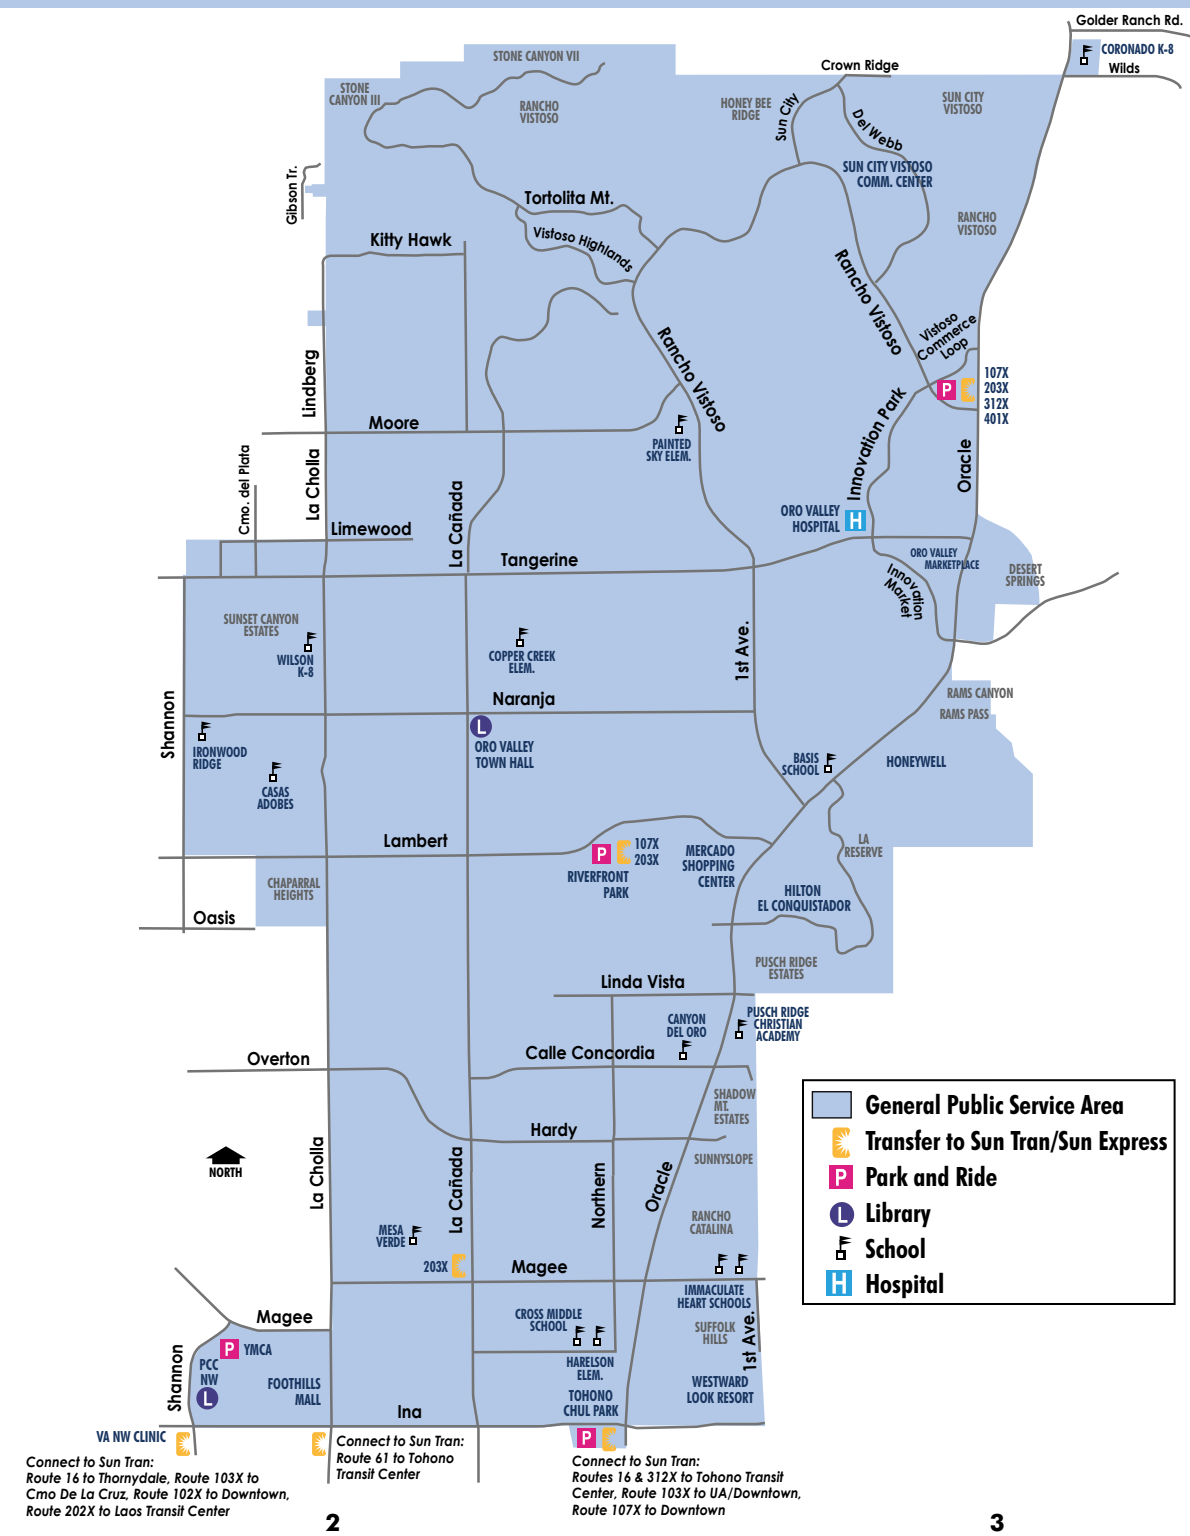 Golder Ranch Rd.
CORONADO K-8
Wilds
STONE CANYON VII
Crown Ridge
STONE
CANYON III
RANCHO
VISTOSO
HONEY BEE
RIDGE
Sun City
Del Webb
SUN CITY
VISTOSO
SUN CITY VISTOSO
COMM. CENTER
Gibson Tr.
Tortolita Mt.
RANCHO
VISTOSO
Kitty Hawk
Vistoso Highlands
Rancho Vistoso
Vistoso
Commerce
Loop
Lindberg
Rancho Vistoso
P
107X
203X
312X
401X
Moore
PAINTED
SKY ELEM.
Innovation Park
Oracle
Cmo. del Plata
La Cholla
La Cañada
Limewood
ORO VALLEY
HOSPITAL
H
Tangerine
ORO VALLEY
MARKETPLACE
Innovation
Market
DESERT
SPRINGS
SUNSET CANYON
ESTATES
WILSON
K-8
COPPER CREEK
ELEM.
1st Ave.
Naranja
RAMS CANYON
RAMS PASS
Shannon
IRONWOOD
RIDGE
L
ORO VALLEY
TOWN HALL
BASIS
SCHOOL
HONEYWELL
CASAS
ADOBES
Lambert
P
107X
203X
RIVERFRONT
PARK
MERCADO
SHOPPING
CENTER
LA
RESERVE
CHAPARRAL
HEIGHTS
HILTON
EL CONQUISTADOR
Oasis
PUSCH RIDGE
ESTATES
Linda Vista
CANYON
DEL ORO
PUSCH RIDGE
CHRISTIAN
ACADEMY
Overton
Calle Concordia
SHADOW
MT.
ESTATES
Hardy
SUNNYSLOPE
NORTH
La Cholla
La Cañada
Northern
Oracle
RANCHO
CATALINA
MESA
VERDE
203X
Magee
IMMACULATE
HEART SCHOOLS
Magee
CROSS MIDDLE
SCHOOL
SUFFOLK
HILLS
1st Ave.
P
YMCA
PCC
NW
L
Shannon
FOOTHILLS
MALL
HARELSON
ELEM.
TOHONO
CHUL PARK
WESTWARD
LOOK RESORT
Ina
P
VA NW CLINIC
Connect to Sun Tran:
Route 16 to Thornydale, Route 103X to
Cmo De La Cruz, Route 102X to Downtown,
Route 202X to Laos Transit Center
Connect to Sun Tran:
Route 61 to Tohono
Transit Center
Connect to Sun Tran:
Routes 16 & 312X to Tohono Transit
Center, Route 103X to UA/Downtown,
Route 107X to Downtown
General Public Service Area
Transfer to Sun Tran/Sun Express
P Park and Ride
L Library
School
H Hospital
2
3